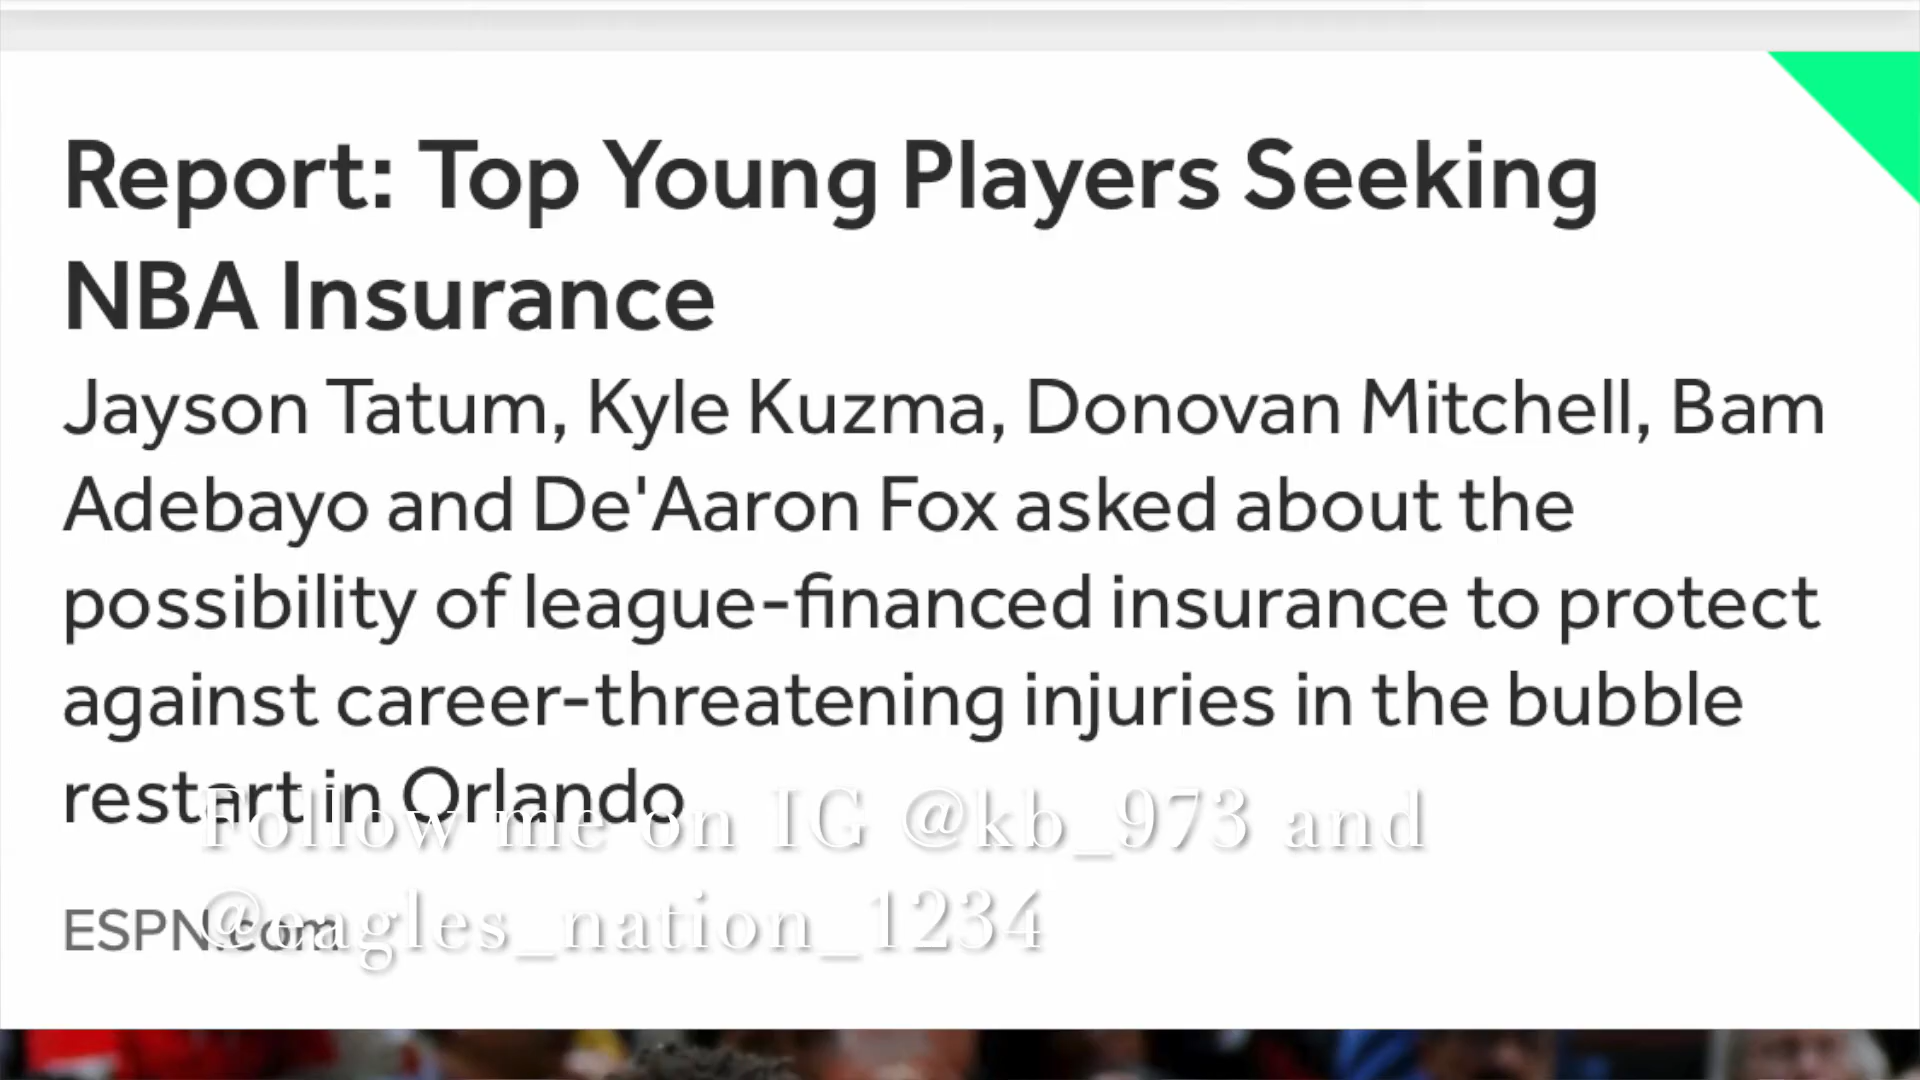 Report: Top Young Players Seeking
NBA Insurance
Jayson Tatum, Kyle Kuzma, Donovan Mitchell, Bam
Adebayo and De'Aaron Fox asked about the
possibility of league-financed insurance to protect
against career-threatening injuries in the bubble
restart in Orlando
Follow me on IG @kb_973 and
@eagles_nation_1234
ESPN.com